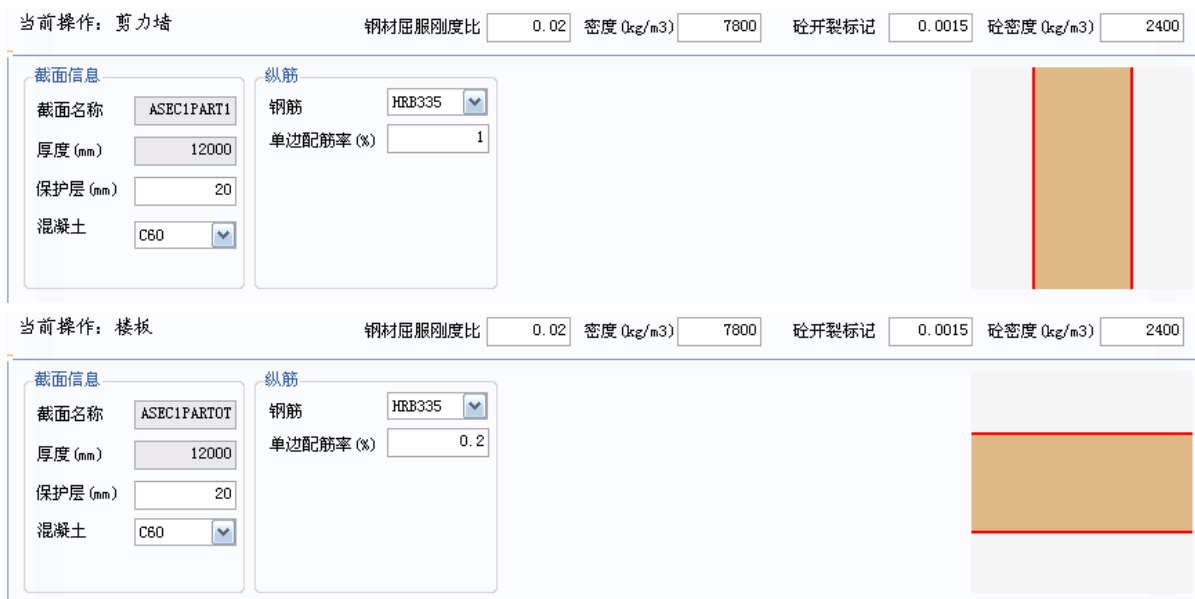 当前操作: 剪力墙 钢材屈服刚度比 0.02 密度(kg/m3) 7800 砼开裂标记 0.0015 砼密度(kg/m3) 2400
截面信息 纵筋
截面名称 ASEC1PART1 钢筋 HRB335
厚度(mm) 12000 单边配筋率(%) 1
保护层(mm) 20
混凝土 C60
当前操作: 楼板 钢材屈服刚度比 0.02 密度(kg/m3) 7800 砼开裂标记 0.0015 砼密度(kg/m3) 2400
截面信息 纵筋
截面名称 ASEC1PARTOT 钢筋 HRB335
厚度(mm) 12000 单边配筋率(%) 0.2
保护层(mm) 20
混凝土 C60